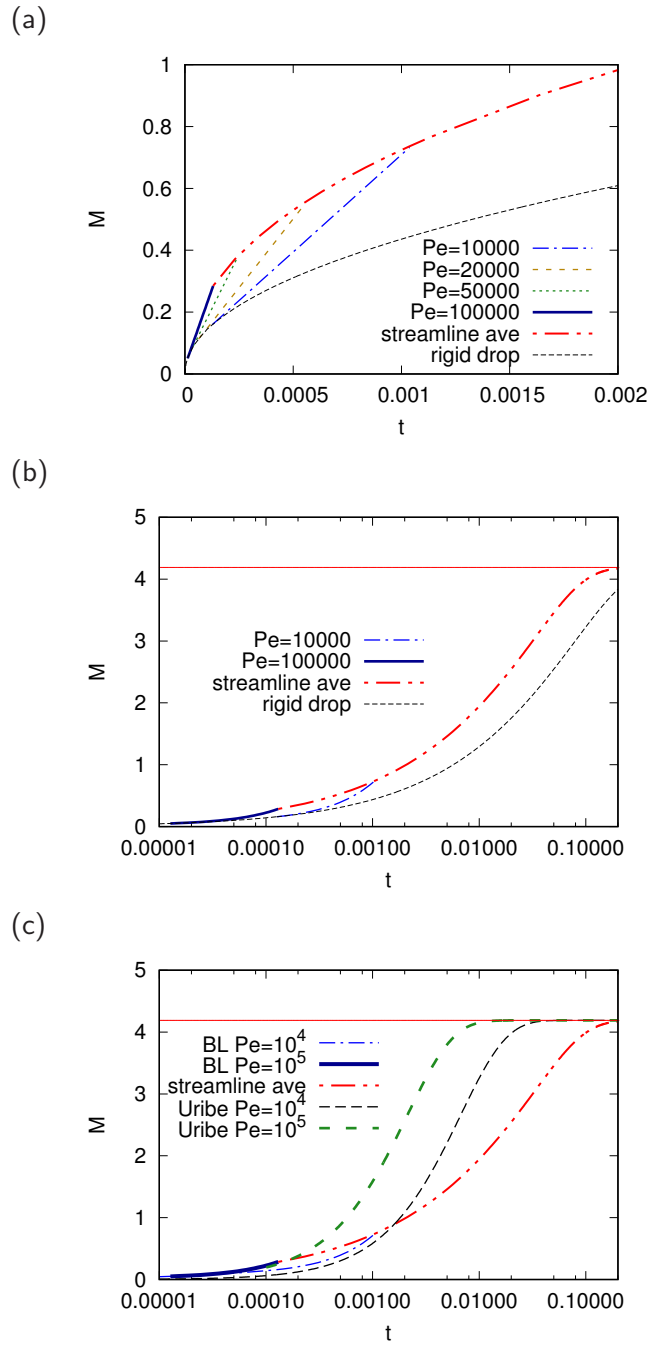 (a)
1
0.8
0.6
0.4
0.2
0
M
Pe=10000
Pe=20000
Pe=50000
Pe=100000
streamline ave
rigid drop
0 0.0005 0.001 0.0015 0.002
t
(b)
5
4
3
2
1
0
M
Pe=10000
Pe=100000
streamline ave
rigid drop
0.00001 0.00010 0.00100 0.01000 0.10000
t
(c)
5
4
3
2
1
0
M
BL Pe=10^4
BL Pe=10^5
streamline ave
Uribe Pe=10^4
Uribe Pe=10^5
0.00001 0.00010 0.00100 0.01000 0.10000
t